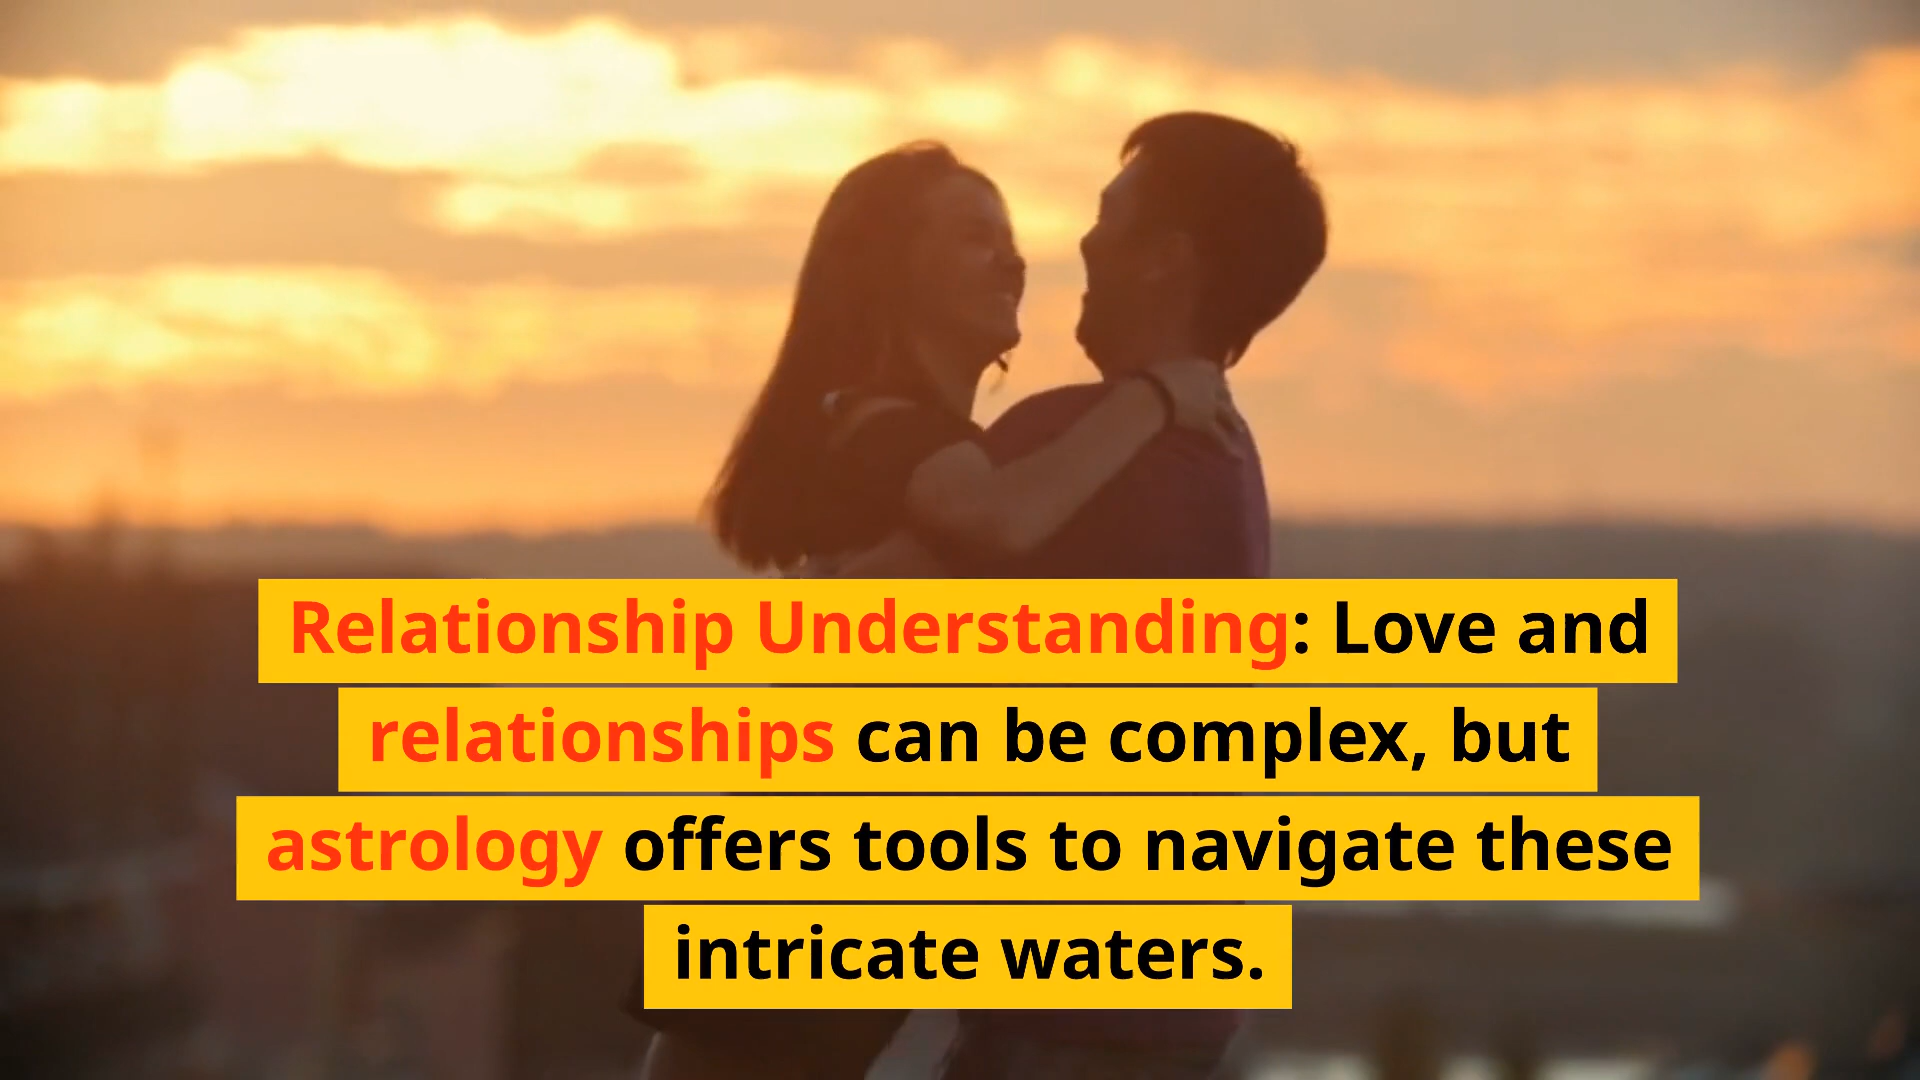 Relationship Understanding: Love and
relationships can be complex, but
astrology offers tools to navigate these
intricate waters.